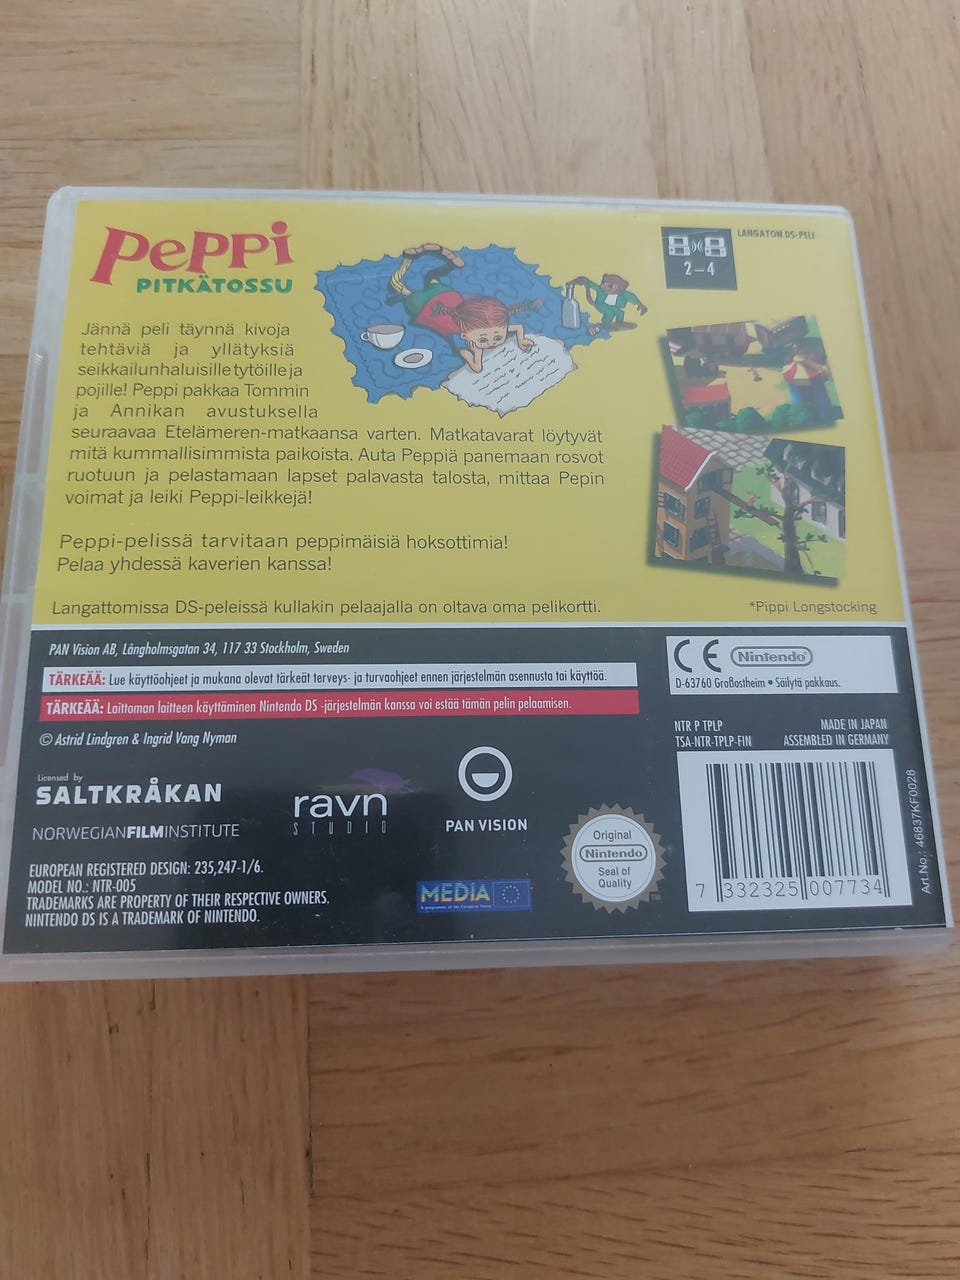 PePPi
PITKÄTOSSU
LANGATON DS-PELI
2–4
Jännä peli täynnä kivoja
tehtäviä ja yllätyksiä
seikkailunhaluisille tytöille ja
pojille! Peppi pakkaa Tommin
ja Annikan avustuksella
seuraavaa Etelämeren-matkaansa varten. Matkatavarat löytyvät
mitä kummallisimmista paikoista. Auta Peppiä panemaan rosvot
ruotuun ja pelastamaan lapset palavasta talosta, mittaa Pepin
voimat ja leiki Peppi-leikkejä!
Peppi-pelissä tarvitaan peppimäisiä hoksottimia!
Pelaa yhdessä kaverien kanssa!
Langattomissa DS-peleissä kullakin pelaajalla on oltava oma pelikortti.
*Pippi Longstocking
PAN Vision AB, Långholmsgatan 34, 117 33 Stockholm, Sweden
TÄRKEÄÄ: Lue käyttöohjeet ja mukana olevat tärkeät terveys- ja turvaohjeet ennen järjestelmän asennusta tai käyttöä.
TÄRKEÄÄ: Laittoman laitteen käyttäminen Nintendo DS -järjestelmän kanssa voi estää tämän pelin pelaamisen.
© Astrid Lindgren & Ingrid Vang Nyman
CE Nintendo®
D-63760 Großostheim • Säilytä pakkaus.
NTR P TPLP
TSA-NTR-TPLP-FIN
MADE IN JAPAN
ASSEMBLED IN GERMANY
Licensed by
SALTKRÅKAN
NORWEGIANFILMINSTITUTE
ravn
STUDIO
PAN VISION
MEDIA
Original
Nintendo®
Seal of
Quality
TM
7 332325 007734
Art.No.: 46837KF0028
EUROPEAN REGISTERED DESIGN: 235,247-1/6.
MODEL NO.: NTR-005
TRADEMARKS ARE PROPERTY OF THEIR RESPECTIVE OWNERS.
NINTENDO DS IS A TRADEMARK OF NINTENDO.